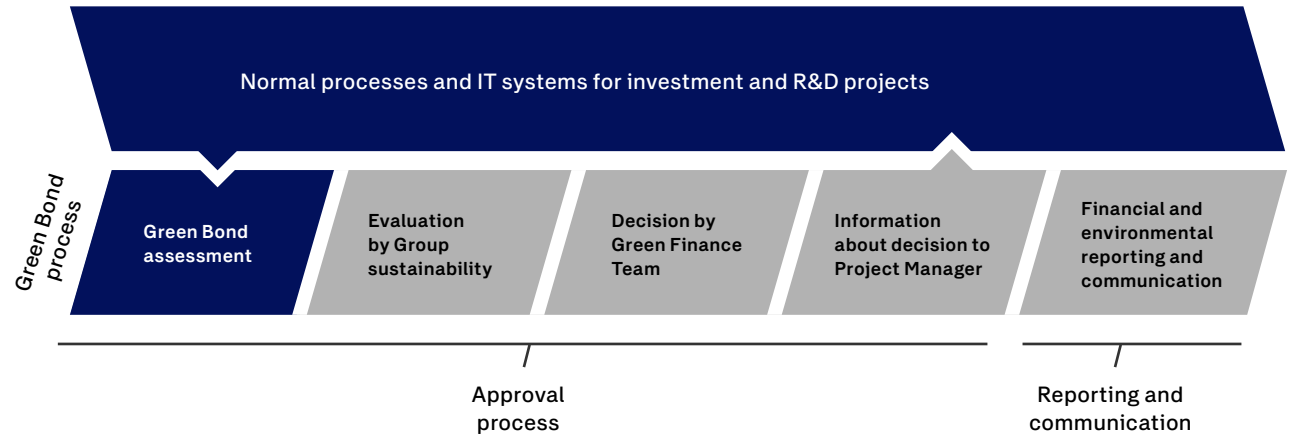 Normal processes and IT systems for investment and R&D projects
Green Bond
process
Green Bond
assessment
Evaluation
by Group
sustainability
Decision by
Green Finance
Team
Information
about decision to
Project Manager
Financial and
environmental
reporting and
communication
Approval
process
Reporting and
communication